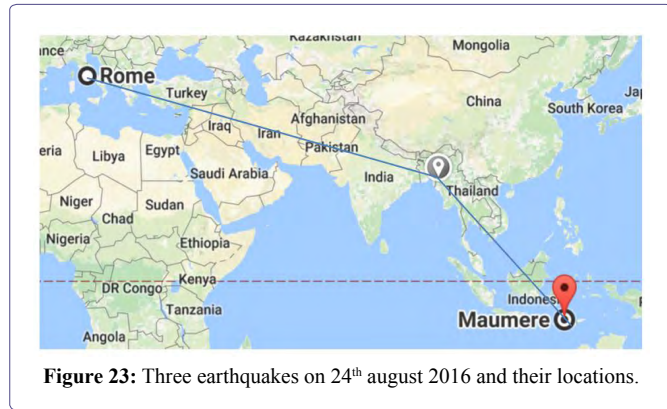 Kazakhstan
Mongolia
nce
Rome
Turkey
China
South Korea
Afghanistan
Iraq
Iran
Pakistan
eria
Libya
Egypt
Saudi Arabia
India
Thailand
Niger
Chad
Sudan
Nigeria
Ethiopia
Kenya
DR Congo
Tanzania
Indones
Maumere
Angola
Figure 23: Three earthquakes on 24th august 2016 and their locations.